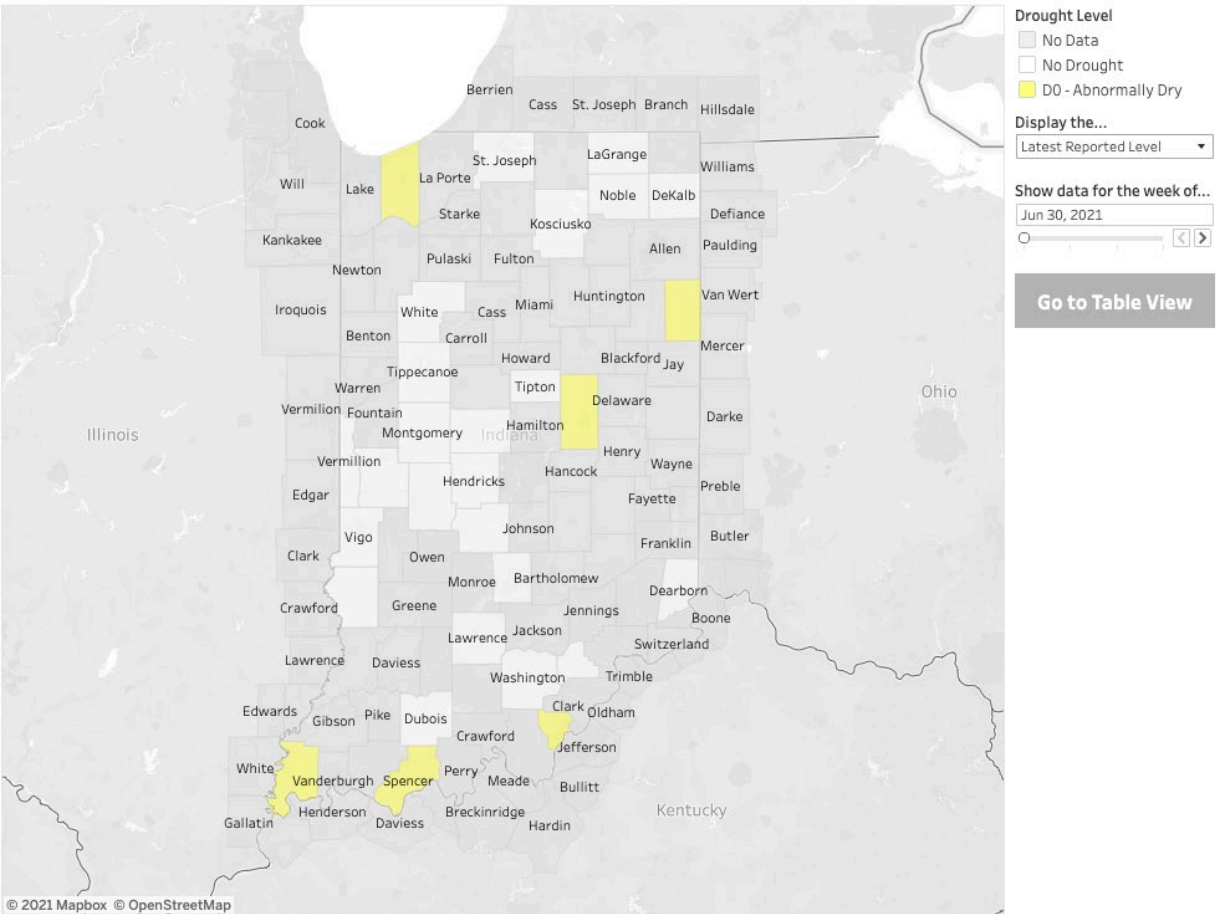 Berrien
Cass
St. Joseph
Branch
Hillsdale
Cook
St. Joseph
LaGrange
Williams
La Porte
Will
Lake
Noble
DeKalb
Starke
Kosciusko
Defiance
Kankakee
Allen
Paulding
Pulaski
Fulton
Newton
Huntington
Van Wert
Iroquois
White
Cass
Miami
Benton
Carroll
Mercer
Howard
Blackford
Jay
Tippecanoe
Warren
Tipton
Ohio
Delaware
Vermilion
Fountain
Darke
Illinois
Montgomery
Indiana
Hamilton
Henry
Vermillion
Hancock
Wayne
Hendricks
Preble
Edgar
Fayette
Johnson
Vigo
Franklin
Butler
Clark
Owen
Monroe
Bartholomew
Dearborn
Crawford
Greene
Jennings
Boone
Lawrence
Jackson
Switzerland
Lawrence
Daviess
Washington
Trimble
Edwards
Gibson
Pike
Dubois
Clark
Oldham
Crawford
Jefferson
White
Vanderburgh
Spencer
Perry
Meade
Bullitt
Gallatin
Henderson
Daviess
Breckinridge
Hardin
Kentucky
© 2021 Mapbox © OpenStreetMap
Drought Level
No Data
No Drought
D0 - Abnormally Dry
Display the...
Latest Reported Level
Show data for the week of...
Jun 30, 2021
Go to Table View